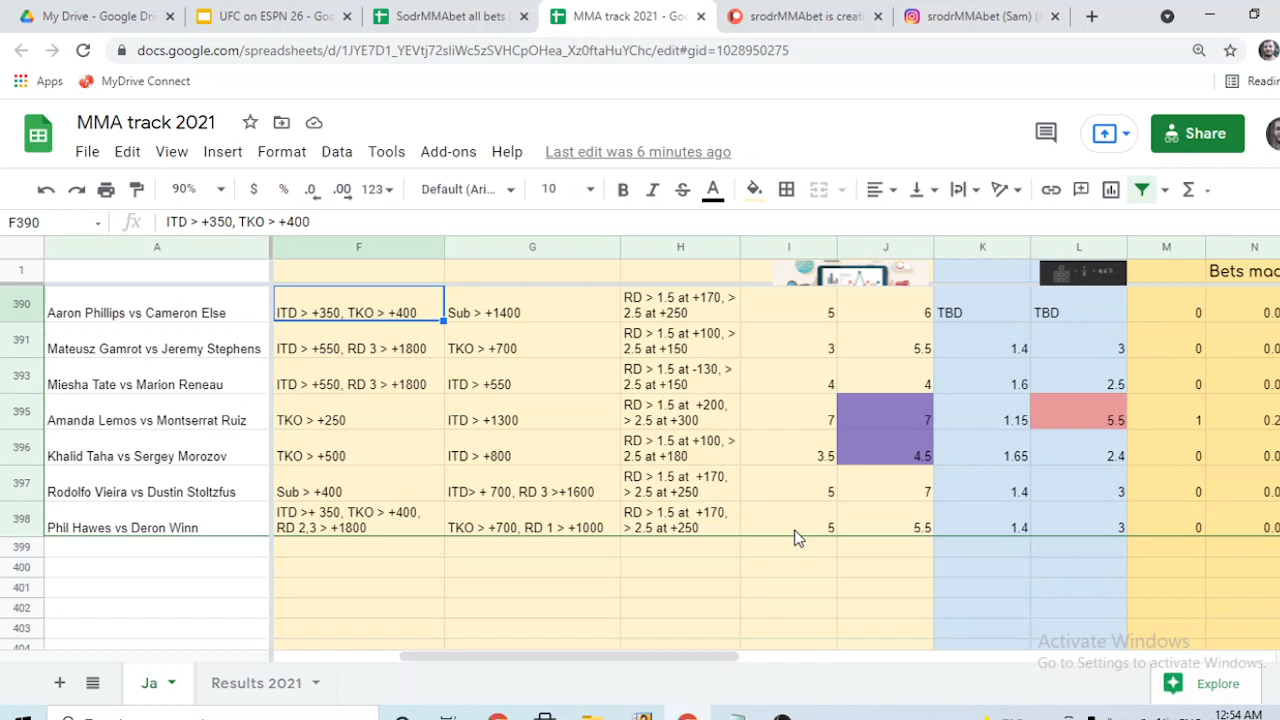 My Drive - Google Dri
UFC on ESPN 26 - Goo
SodrMMAbet all bets (
MMA track 2021 - Goo
srodrMMAbet is creati
srodrMMAbet (Sam) (
docs.google.com/spreadsheets/d/1JYE7D1_YEVtj72sliWc5zSVHCpOHea_Xz0ftaHuYChc/edit#gid=1028950275
Apps MyDrive Connect Readin
MMA track 2021
File Edit View Insert Format Data Tools Add-ons Help Last edit was 6 minutes ago
Share
90% $ % .0 .00 123 Default (Ari... 10 B I S A
F390 fx ITD > +350, TKO > +400
A F G H I J K L M N
1 Bets mad
390 Aaron Phillips vs Cameron Else ITD > +350, TKO > +400 Sub > +1400 RD > 1.5 at +170, > 2.5 at +250 5 6 TBD TBD 0 0.0
391 Mateusz Gamrot vs Jeremy Stephens ITD > +550, RD 3 > +1800 TKO > +700 RD > 1.5 at +100, > 2.5 at +150 3 5.5 1.4 3 0 0.0
393 Miesha Tate vs Marion Reneau ITD > +550, RD 3 > +1800 ITD > +550 RD > 1.5 at -130, > 2.5 at +150 4 4 1.6 2.5 0 0.0
395 Amanda Lemos vs Montserrat Ruiz TKO > +250 ITD > +1300 RD > 1.5 at +200, > 2.5 at +300 7 7 1.15 5.5 1 0.2
396 Khalid Taha vs Sergey Morozov TKO > +500 ITD > +800 RD > 1.5 at +100, > 2.5 at +180 3.5 4.5 1.65 2.4 0 0.0
397 Rodolfo Vieira vs Dustin Stoltzfus Sub > +400 ITD> + 700, RD 3 >+1600 RD > 1.5 at +170, > 2.5 at +250 5 7 1.4 3 0 0.0
398 Phil Hawes vs Deron Winn ITD >+ 350, TKO > +400, RD 2,3 > +1800 TKO > +700, RD 1 > +1000 RD > 1.5 at +170, > 2.5 at +250 5 5.5 1.4 3 0 0.0
399
400
401
402
403
Activate Windows
Go to Settings to activate Windows.
Ja Results 2021 Explore
12:54 AM